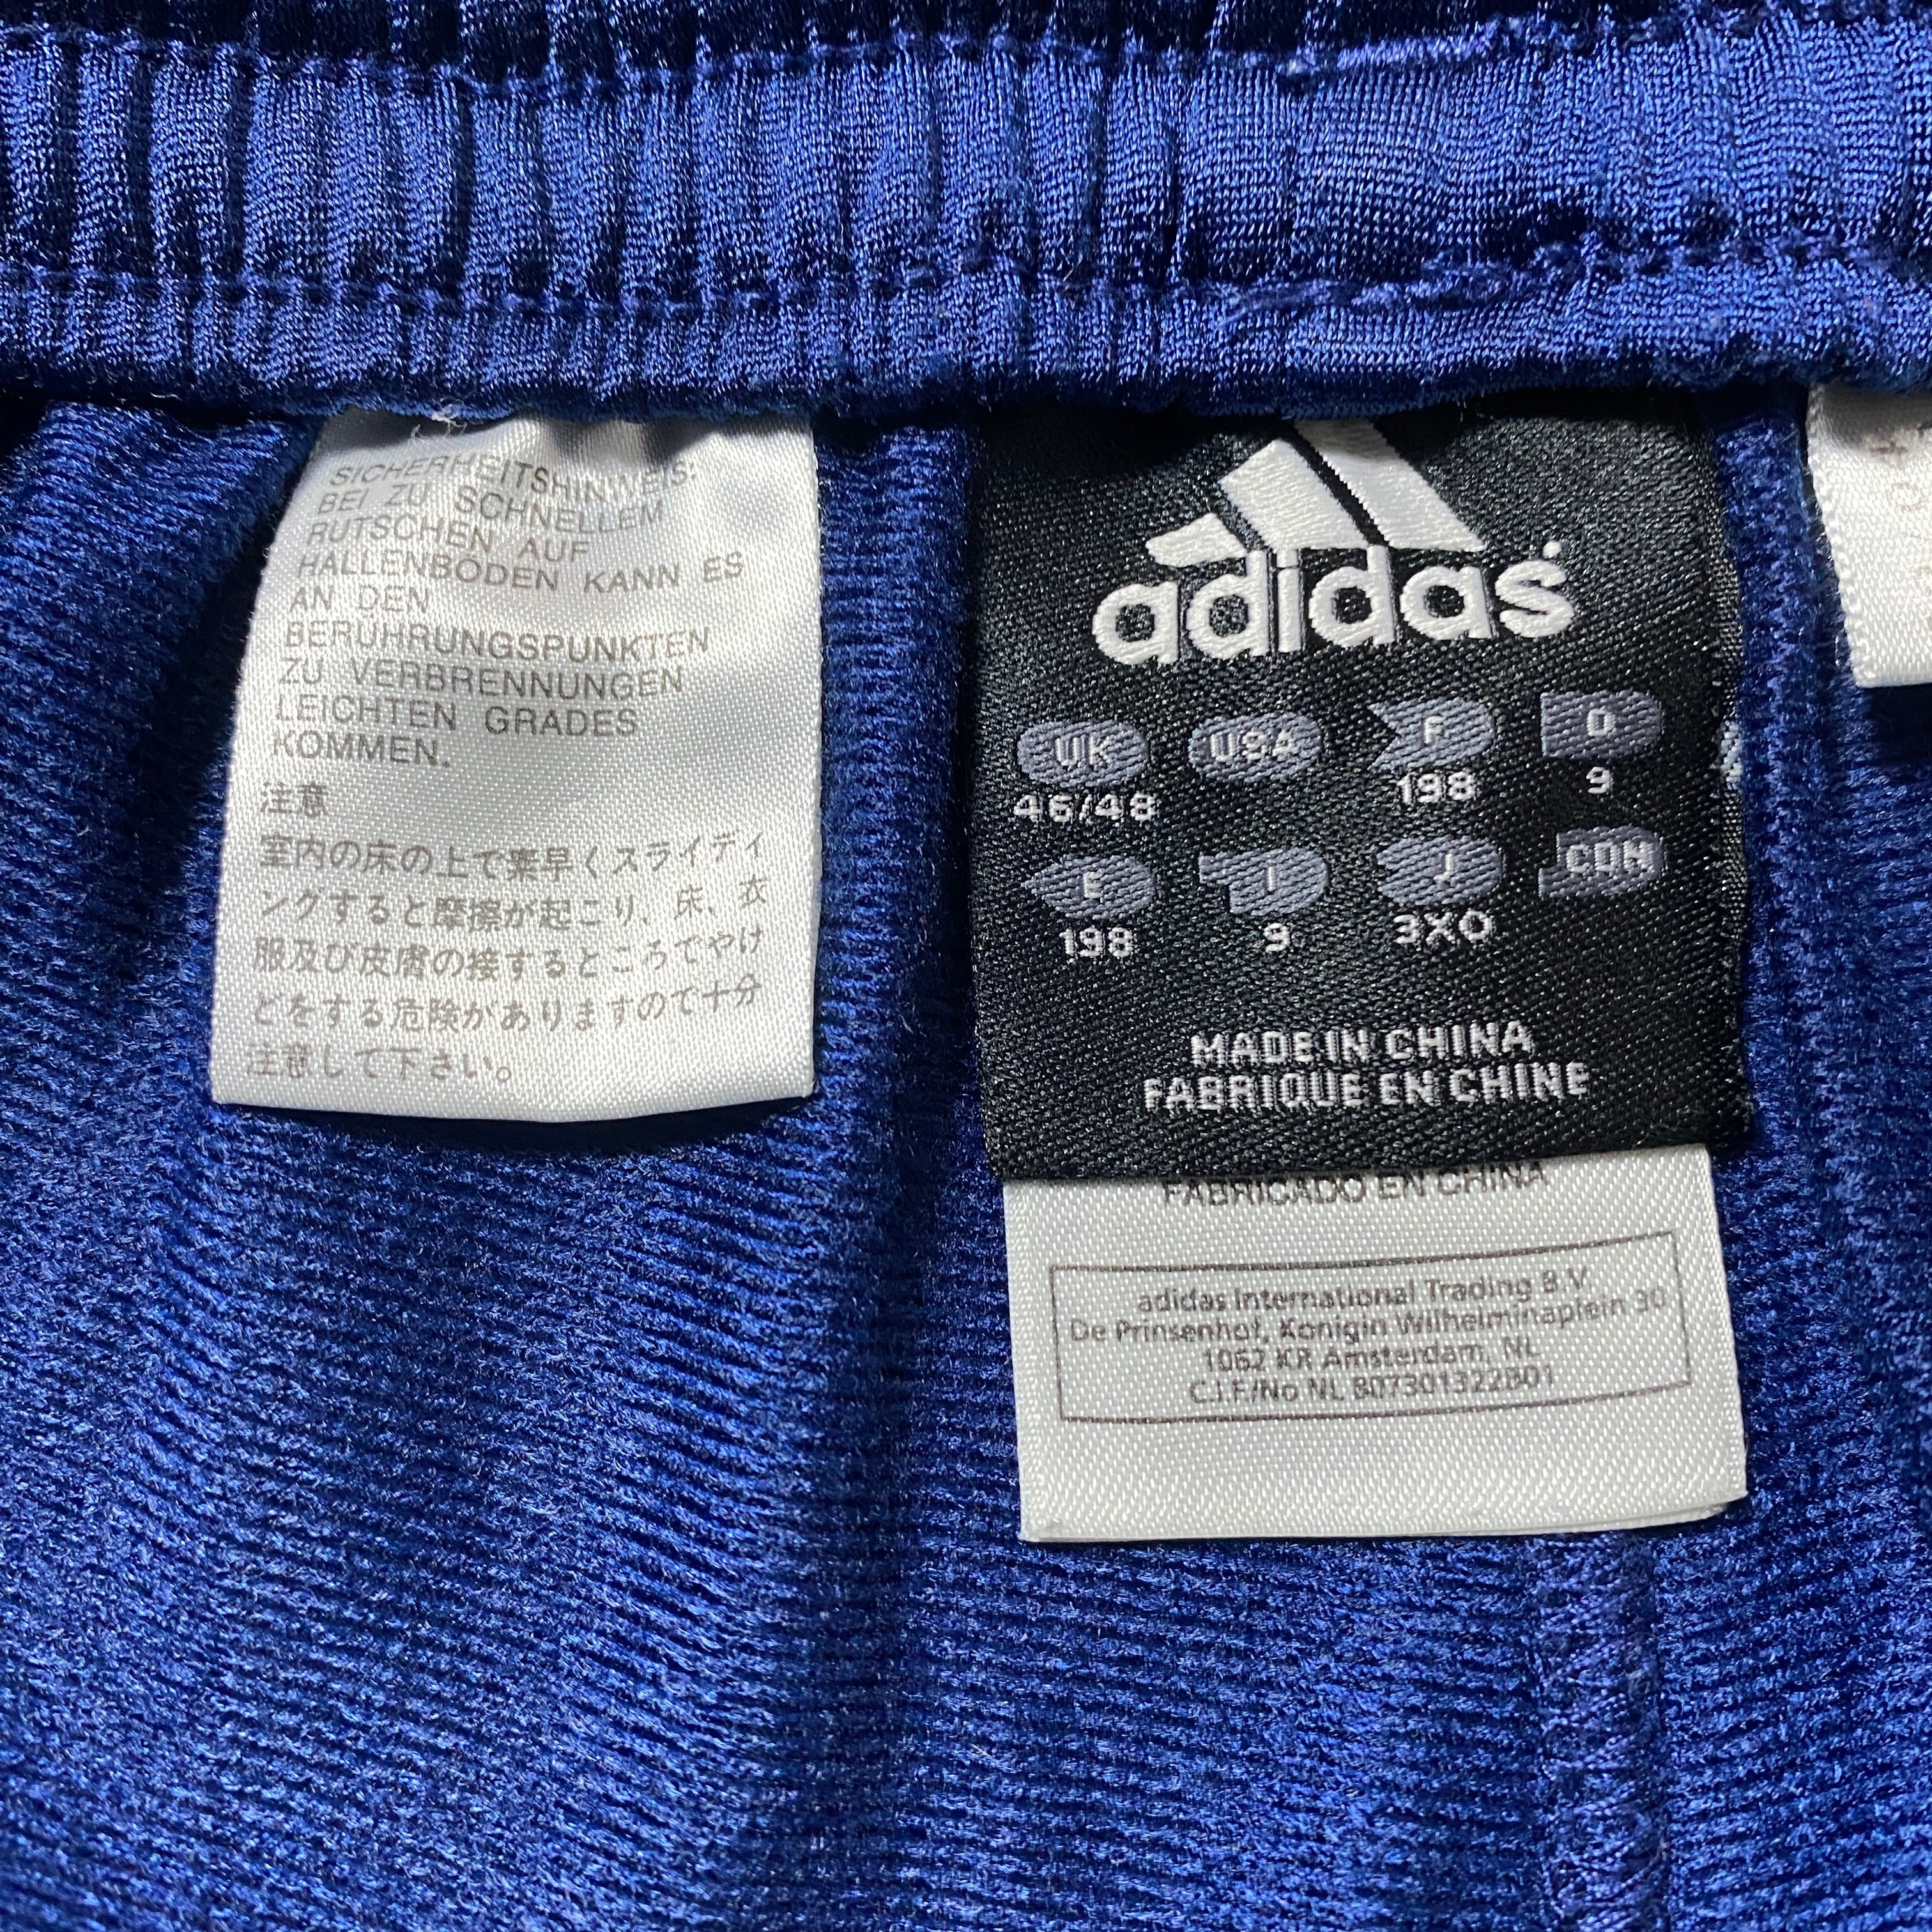 SICHERHEITSHINWEIS:
BEI ZU SCHNELLEM
RUTSCHEN AUF
HALLENBÖDEN KANN ES
AN DEN
BERÜHRUNGSPUNKTEN
ZU VERBRENNUNGEN
LEICHTEN GRADES
KOMMEN.
注意
室内の床の上で素早くスライディ
ングすると摩擦が起こり、床、衣
服及び皮膚の接するところでやけ
どをする危険がありますので十分
注意して下さい。
adidas
UK USA F D
46/48 198 9
E I J CDN
198 9 3XO
MADE IN CHINA
FABRIQUE EN CHINE
FABRICADO EN CHINA
adidas International Trading B.V.
De Prinsenhof, Konigin Wilhelminaplein 30
1062 KR Amsterdam, NL
C.I.F/No NL 807301322B01